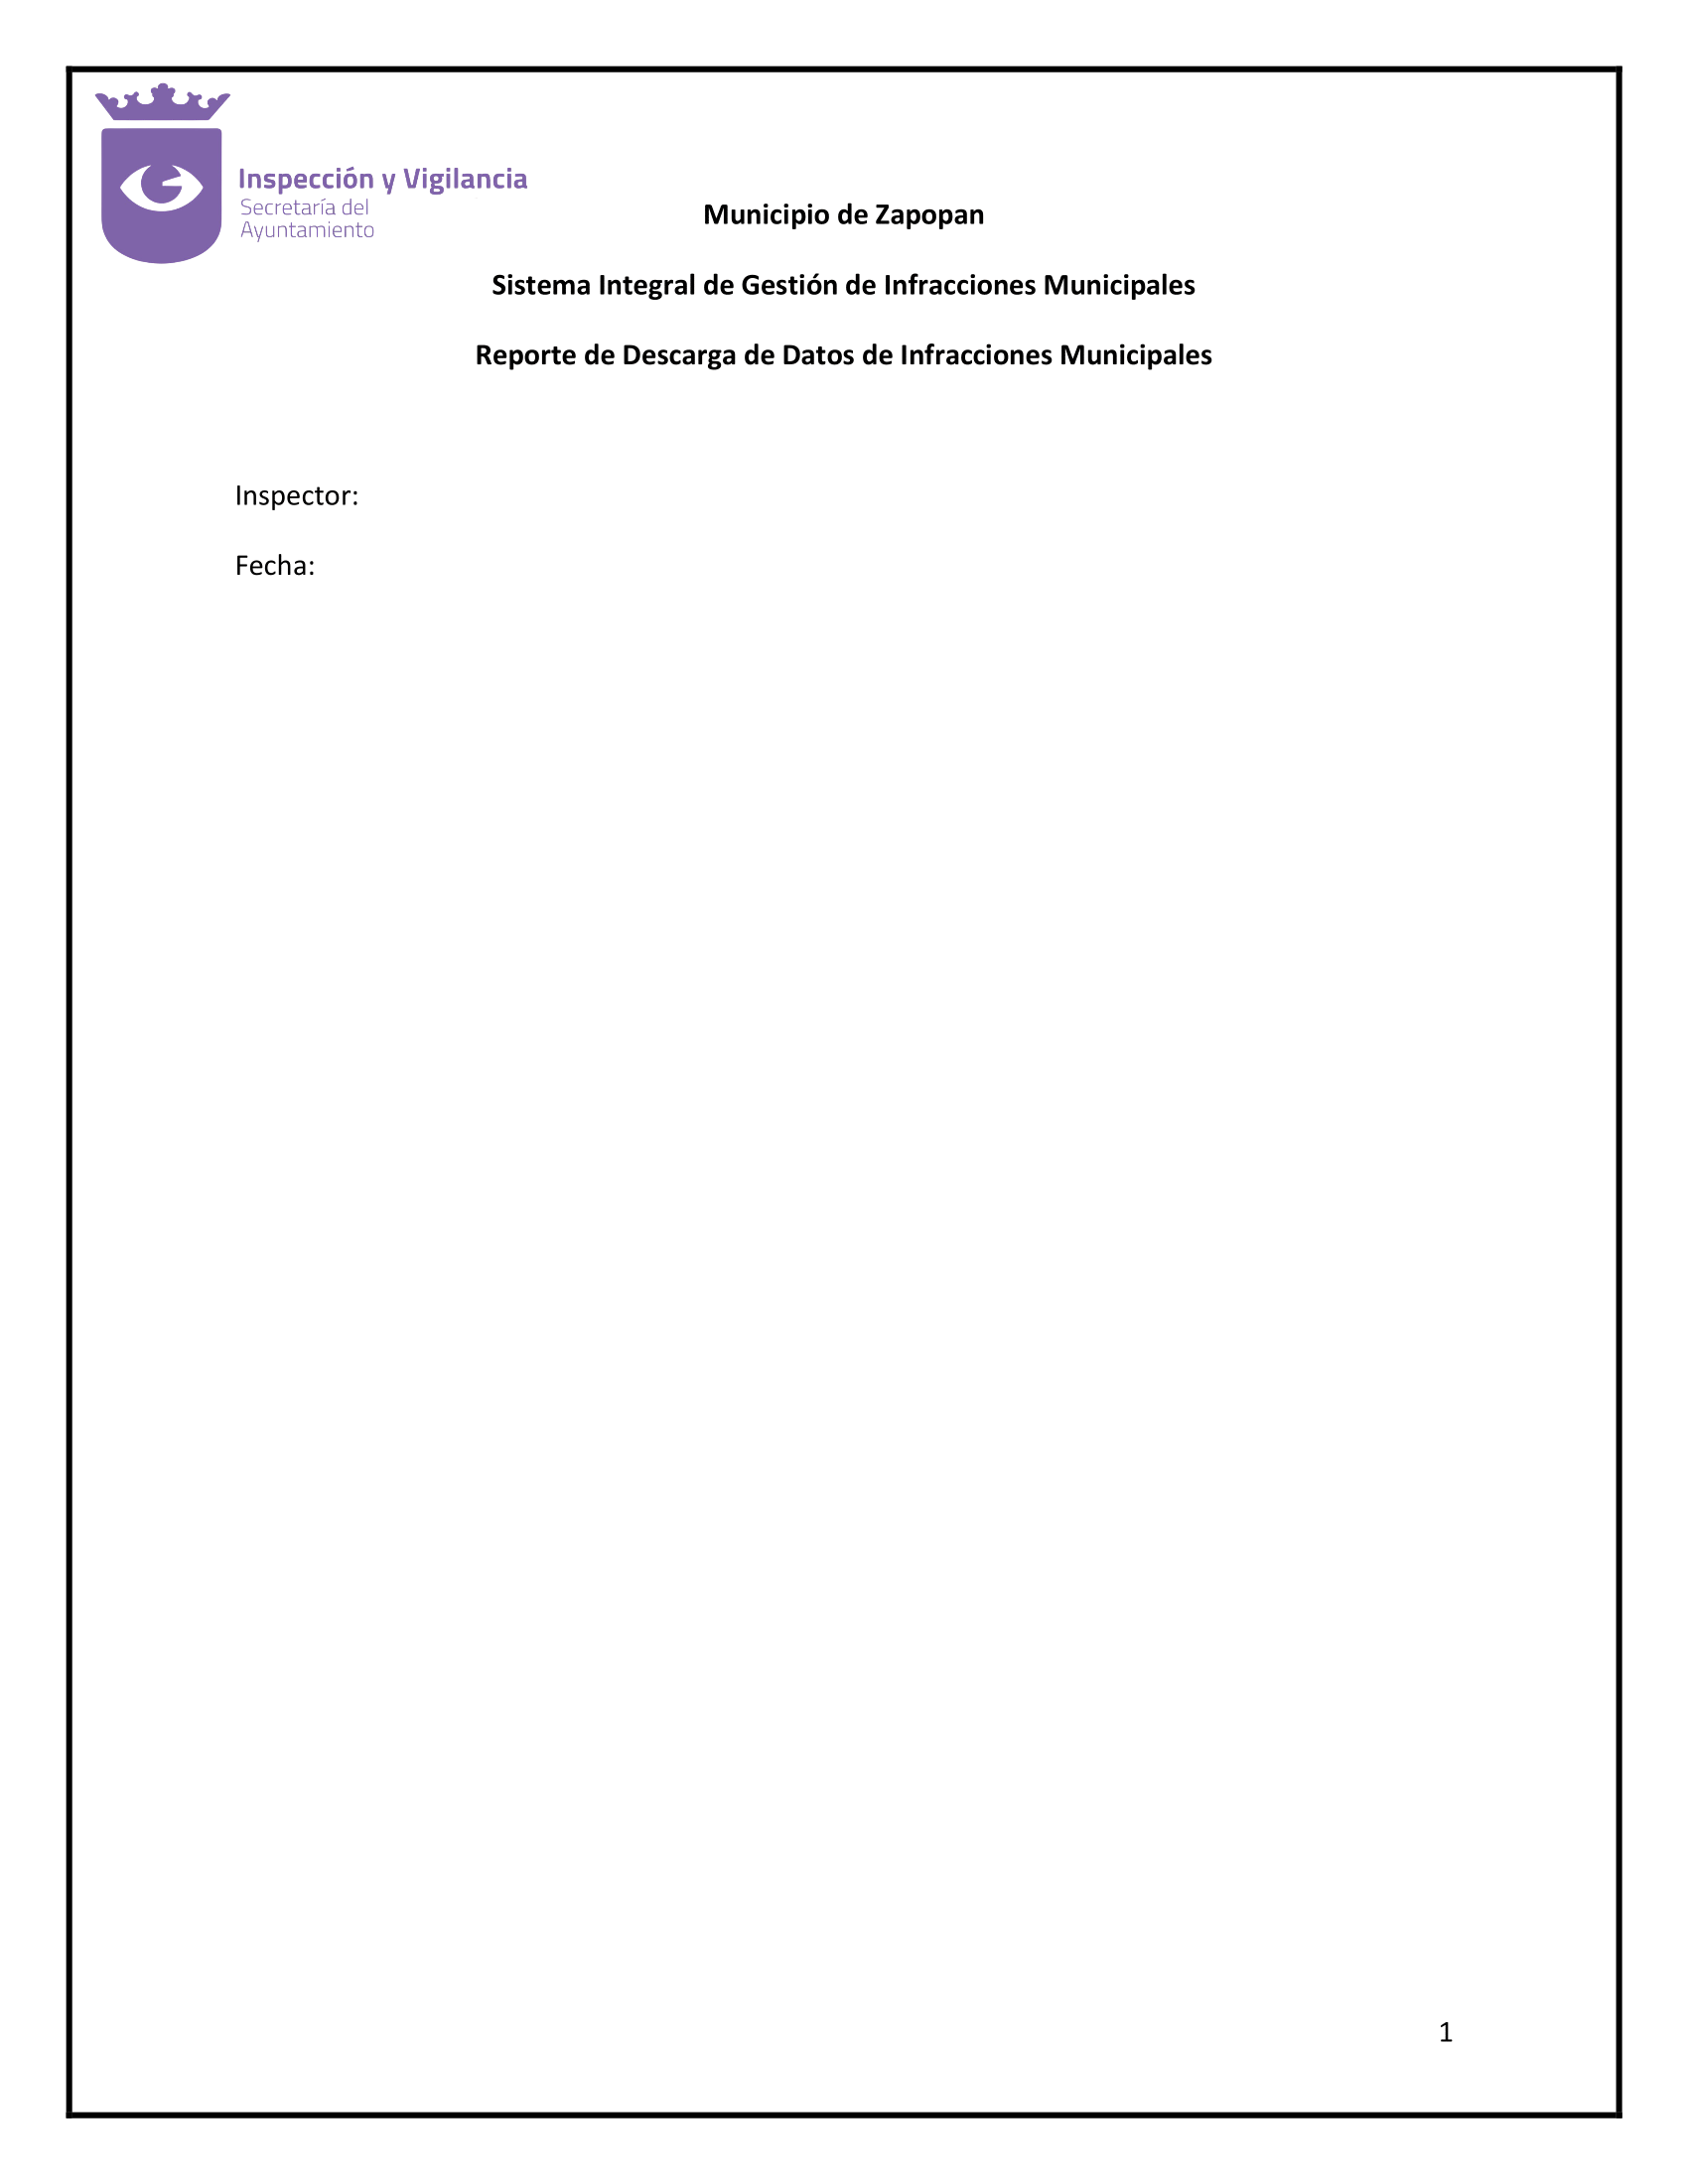 Inspección y Vigilancia
Secretaría del
Ayuntamiento
Municipio de Zapopan
Sistema Integral de Gestión de Infracciones Municipales
Reporte de Descarga de Datos de Infracciones Municipales
Inspector:
Fecha:
1